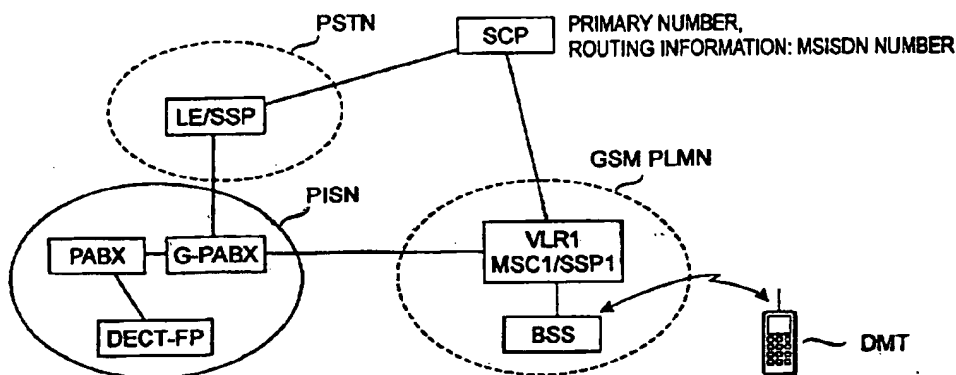 PSTN
SCP
PRIMARY NUMBER,
ROUTING INFORMATION: MSISDN NUMBER
LE/SSP
GSM PLMN
PISN
PABX
G-PABX
VLR1
MSC1/SSP1
DECT-FP
BSS
DMT